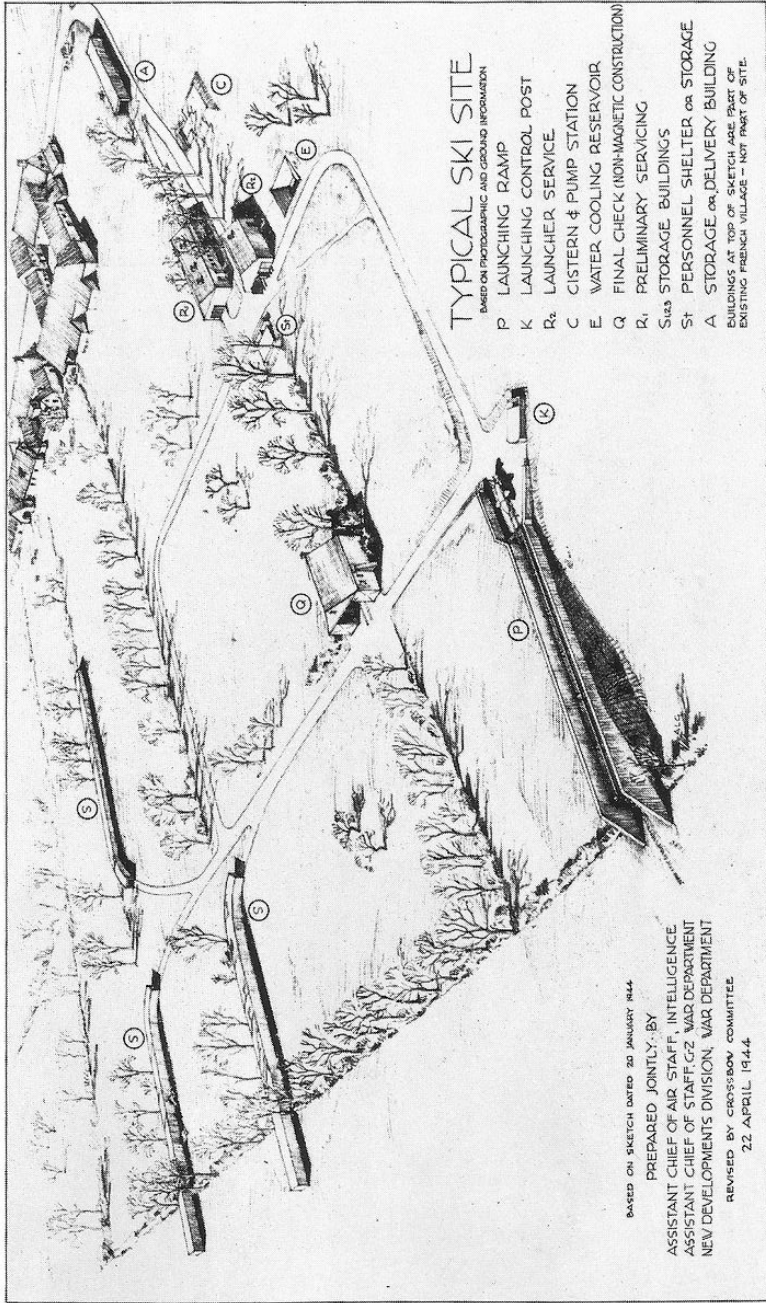 S
S
S
Q
P
K
St
R₁
R₂
A
C
E
TYPICAL SKI SITE
BASED ON PHOTOGRAPHIC AND GROUND INFORMATION
P LAUNCHING RAMP
K LAUNCHING CONTROL POST
R₂ LAUNCHER SERVICE
C CISTERN & PUMP STATION
E WATER COOLING RESERVOIR
Q FINAL CHECK (NON-MAGNETIC CONSTRUCTION)
R₁ PRELIMINARY SERVICING
S₁₂₃ STORAGE BUILDINGS
St PERSONNEL SHELTER OR STORAGE
A STORAGE OR DELIVERY BUILDING
BUILDINGS AT TOP OF SKETCH ARE PART OF
EXISTING FRENCH VILLAGE – NOT PART OF SITE.
BASED ON SKETCH DATED 20 JANUARY 1944
PREPARED JOINTLY BY
ASSISTANT CHIEF OF AIR STAFF, INTELLIGENCE
ASSISTANT CHIEF OF STAFF, G-2 WAR DEPARTMENT
NEW DEVELOPMENTS DIVISION, WAR DEPARTMENT
REVISED BY CROSSBOW COMMITTEE
22 APRIL 1944